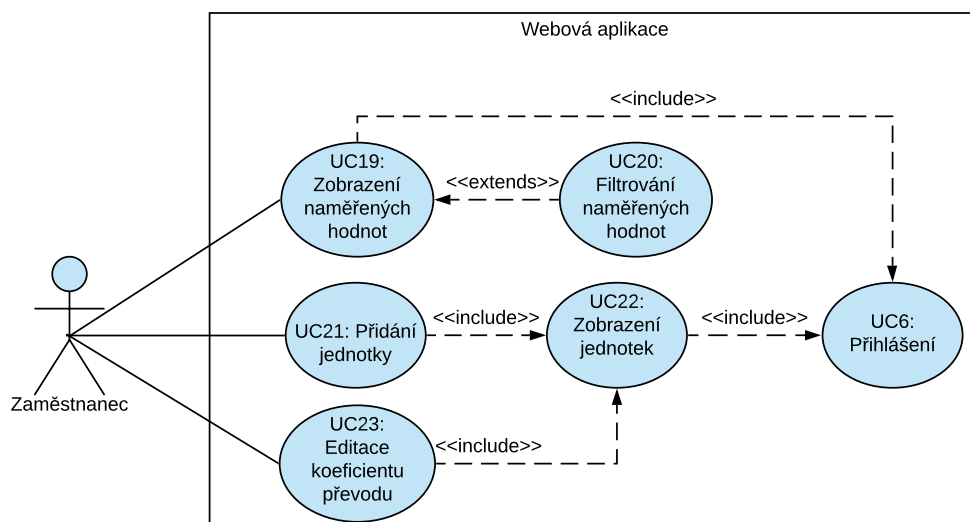 Webová aplikace
<<include>>
UC19:
Zobrazení
naměřených
hodnot
<<extends>>
UC20:
Filtrování
naměřených
hodnot
UC21: Přidání
jednotky
<<include>>
UC22:
Zobrazení
jednotek
<<include>>
UC6:
Přihlášení
Zaměstnanec
UC23:
Editace
koeficientu
převodu
<<include>>